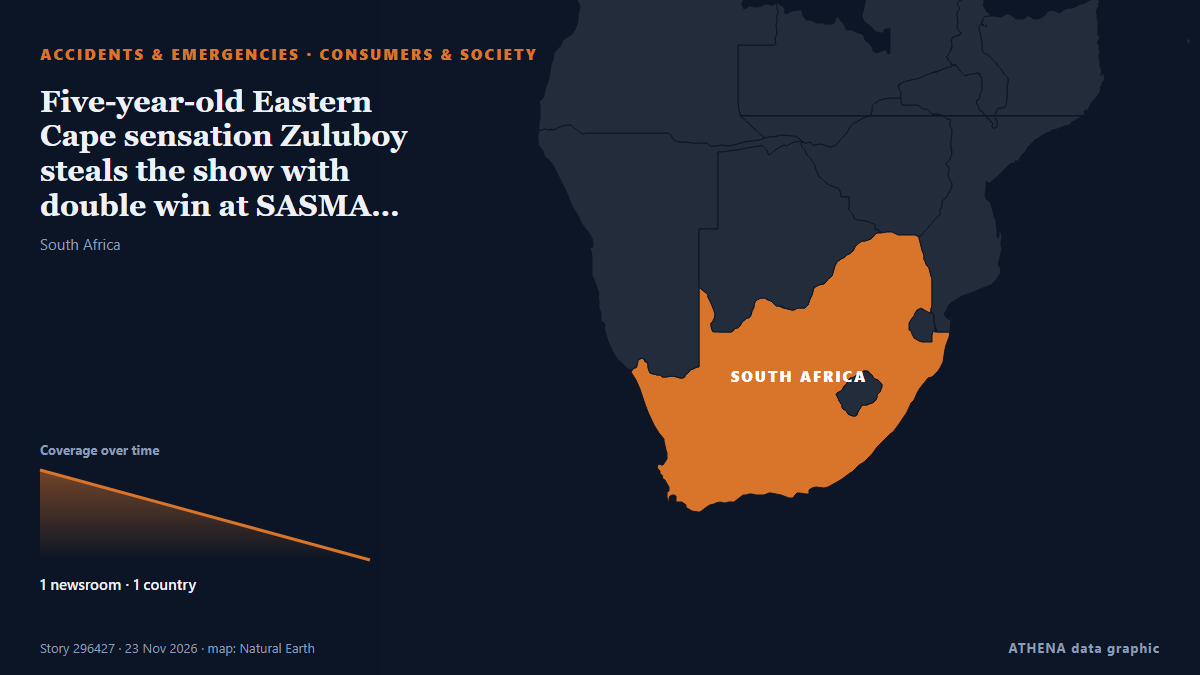 ACCIDENTS & EMERGENCIES · CONSUMERS & SOCIETY
Five-year-old Eastern
Cape sensation Zuluboy
steals the show with
double win at SASMA...
South Africa
SOUTH AFRICA
Coverage over time
1 newsroom · 1 country
Story 296427 · 23 Nov 2026 · map: Natural Earth
ATHENA data graphic